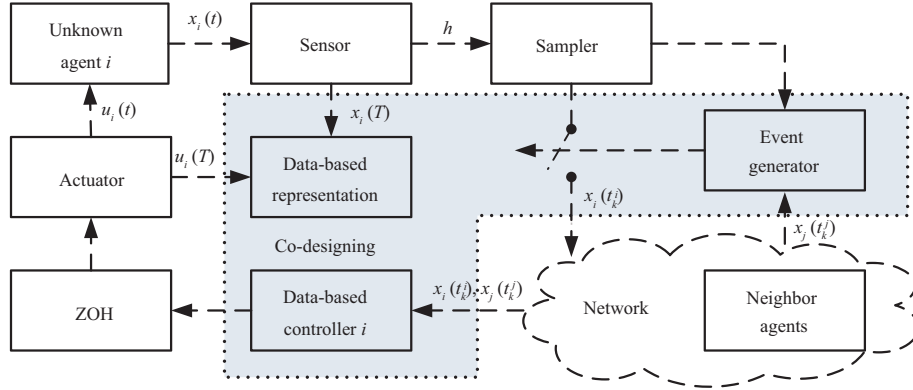 Unknown
agent i
x_i(t)
Sensor
h
Sampler
u_i(t)
x_i(T)
Actuator
u_i(T)
Data-based
representation
Event
generator
x_i(t_k^i)
x_j(t_k^j)
Co-designing
ZOH
Data-based
controller i
x_i(t_k^i), x_j(t_k^j)
Network
Neighbor
agents